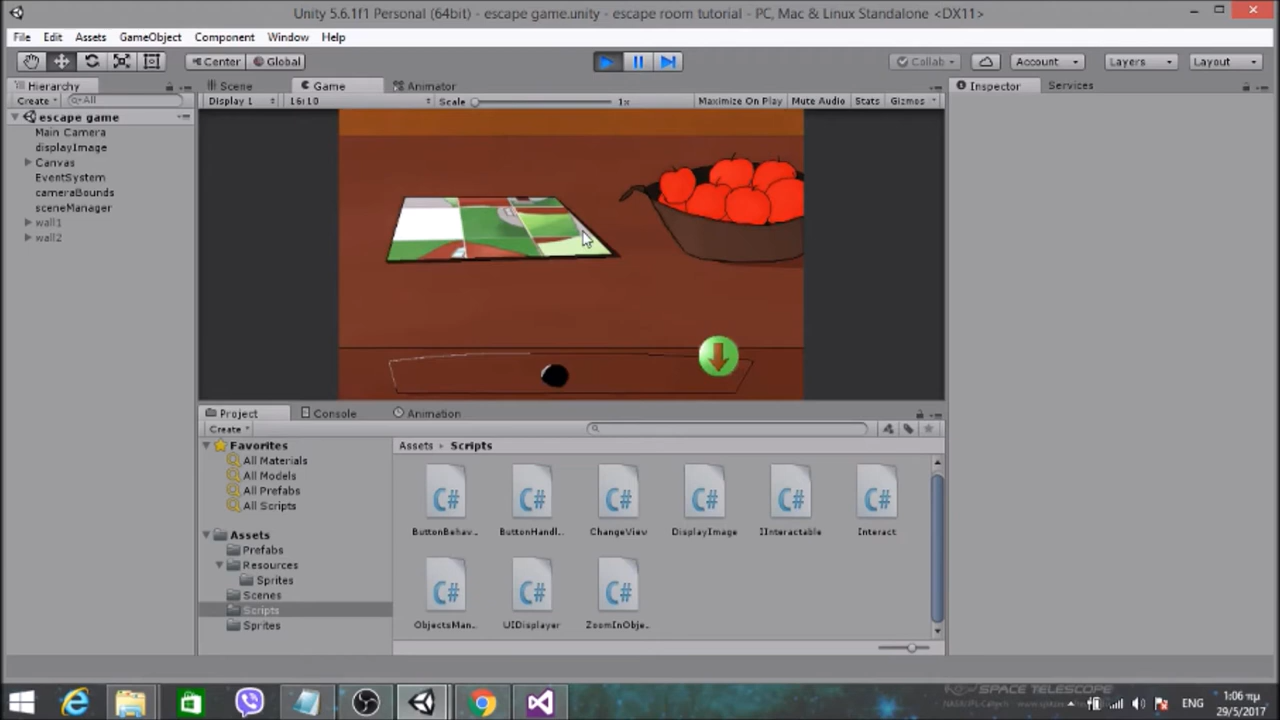 Unity 5.6.1f1 Personal (64bit) - escape game.unity - escape room tutorial - PC, Mac & Linux Standalone <DX11>
File Edit Assets GameObject Component Window Help
Center Global Collab Account Layers Layout
Hierarchy Scene Game Animator Inspector Services
Create All Display 1 16:10 Scale 1x Maximize On Play Mute Audio Stats Gizmos
escape game
Main Camera
displayImage
Canvas
EventSystem
cameraBounds
sceneManager
wall1
wall2
Project Console Animation
Create
Favorites
All Materials
All Models
All Prefabs
All Scripts
Assets
Prefabs
Resources
Sprites
Scenes
Scripts
Sprites
Assets Scripts
C# C# C# C# C# C#
ButtonBehav... ButtonHandl... ChangeView DisplayImage IInteractable Interact
C# C# C#
ObjectsMan... UIDisplayer ZoomInObje...
SPACE TELESCOPE
ΕΝG
1:06 πμ
29/5/2017